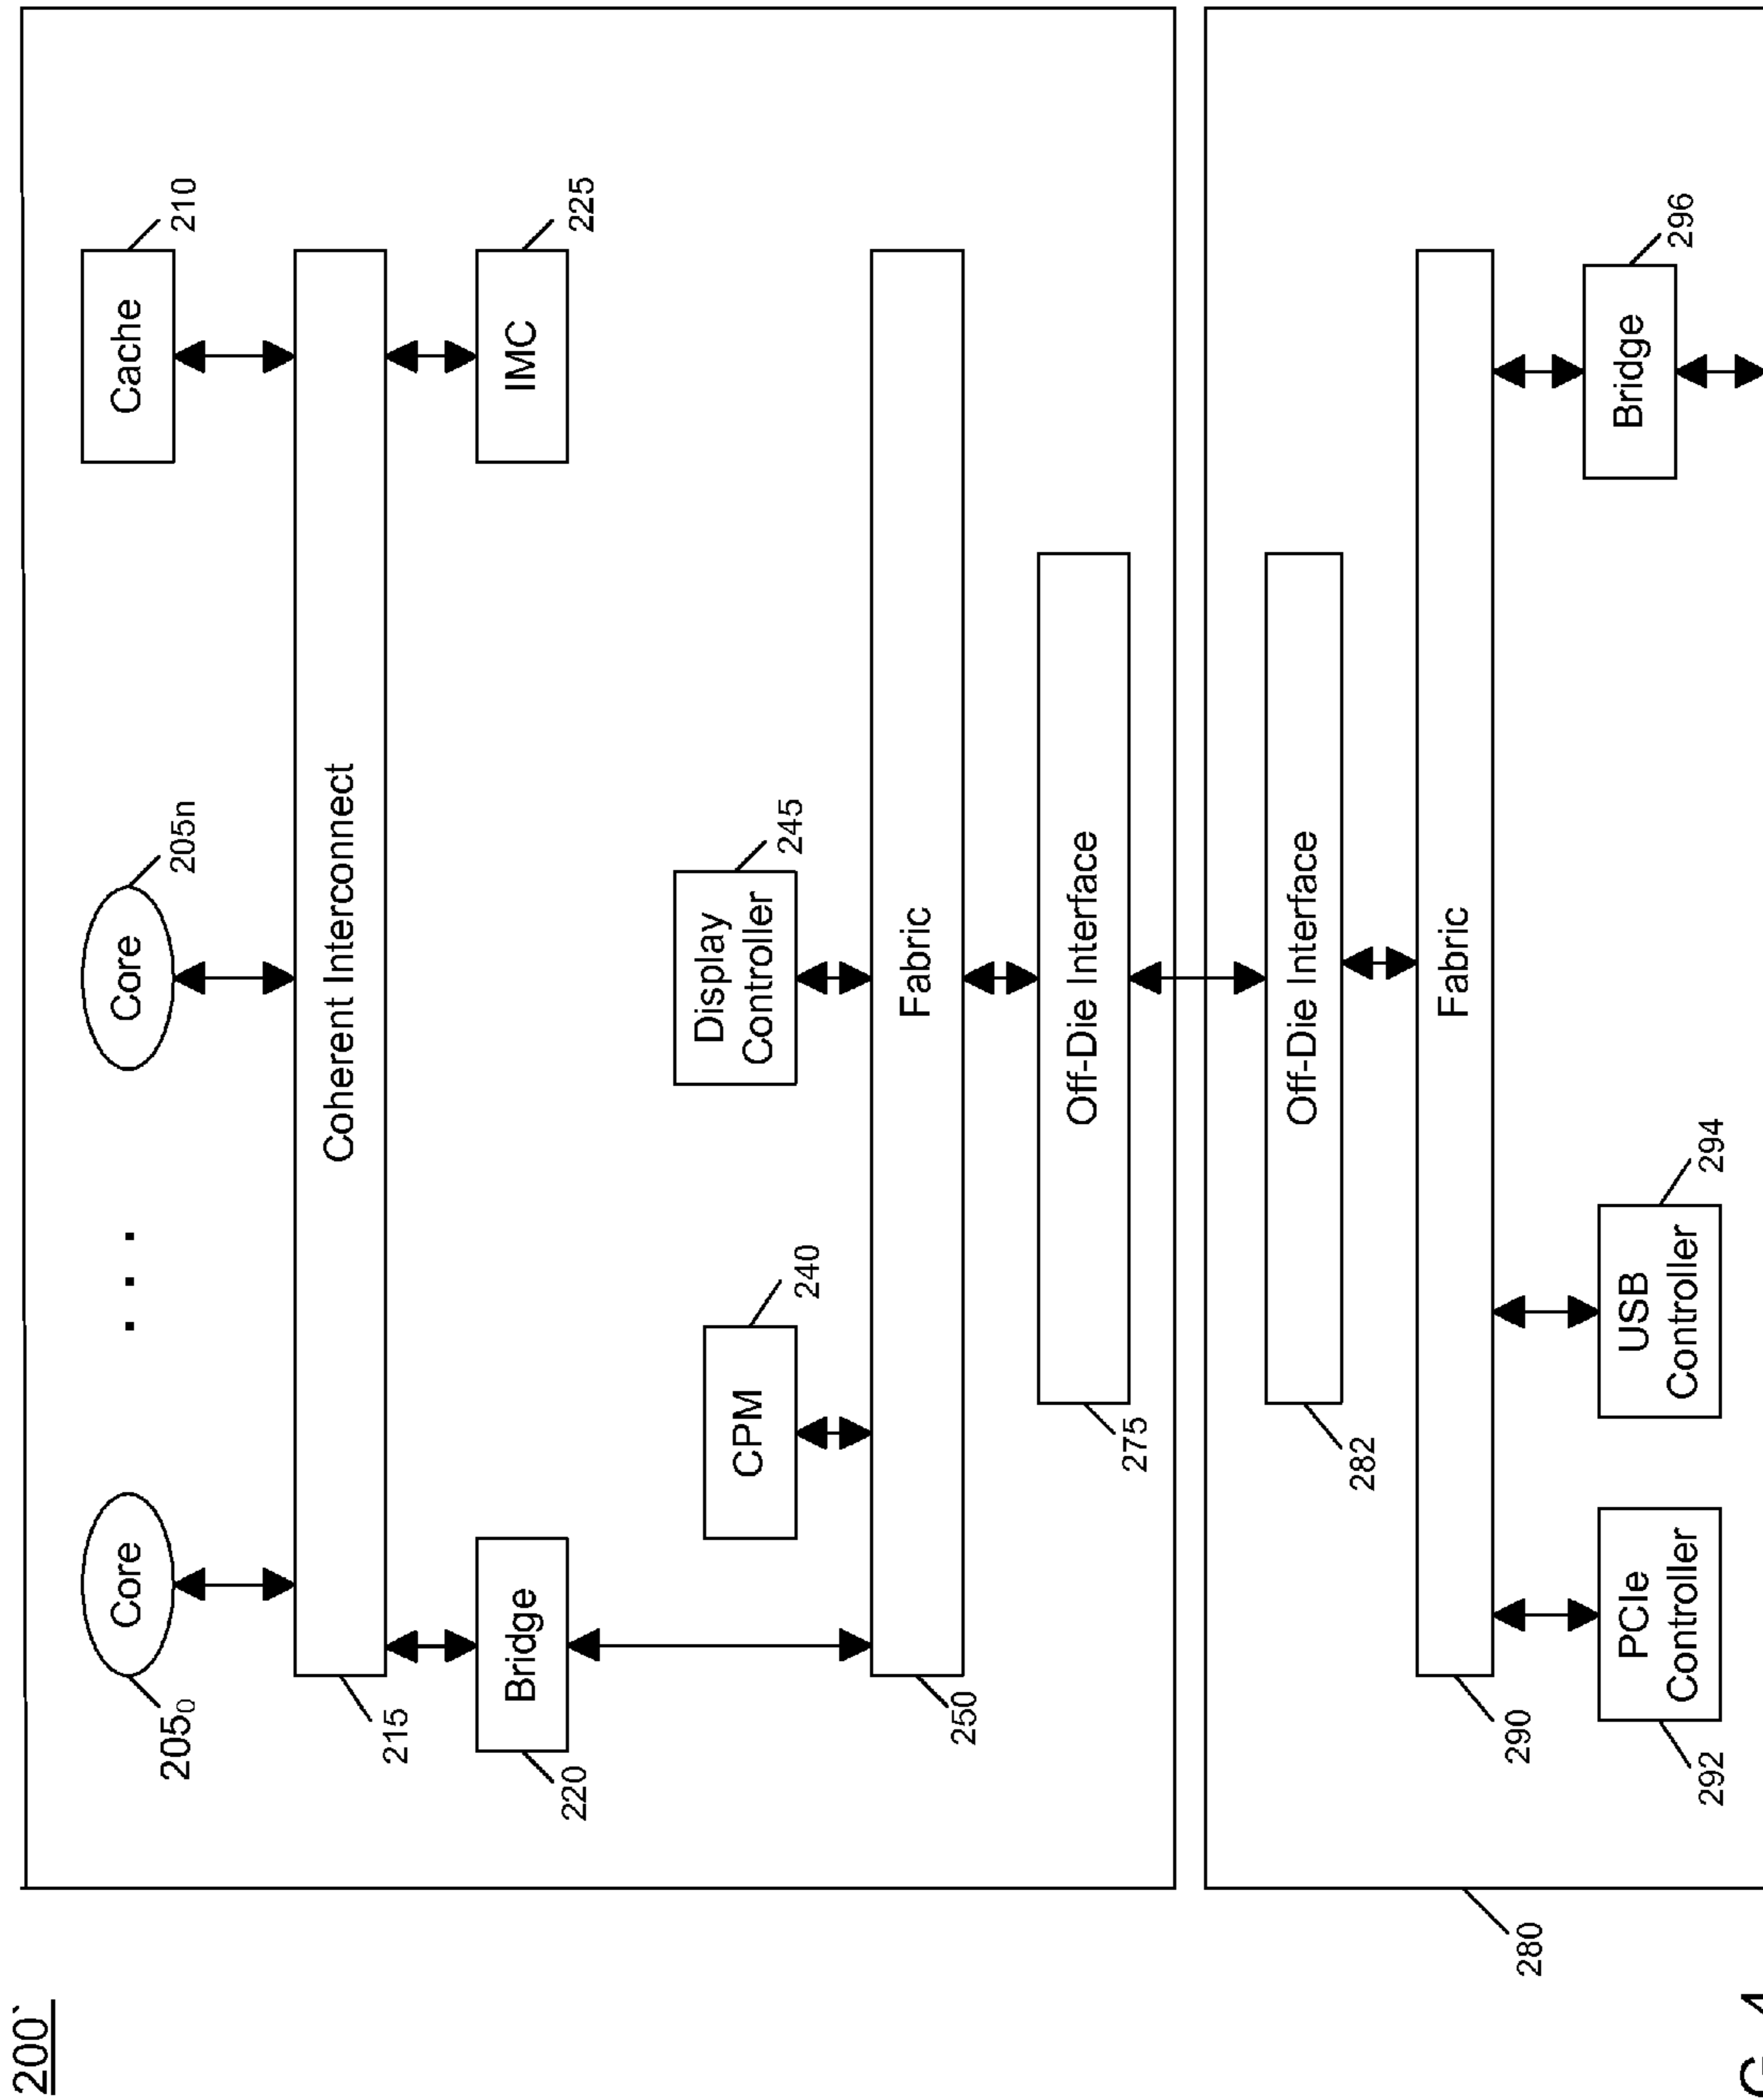 200`
Core
205₀
. . .
Core
205n
Cache
210
Coherent Interconnect
215
Bridge
220
IMC
225
CPM
240
Display
Controller
245
Fabric
250
Off-Die Interface
275
280
Off-Die Interface
282
Fabric
290
PCIe
Controller
292
USB
Controller
294
Bridge
296